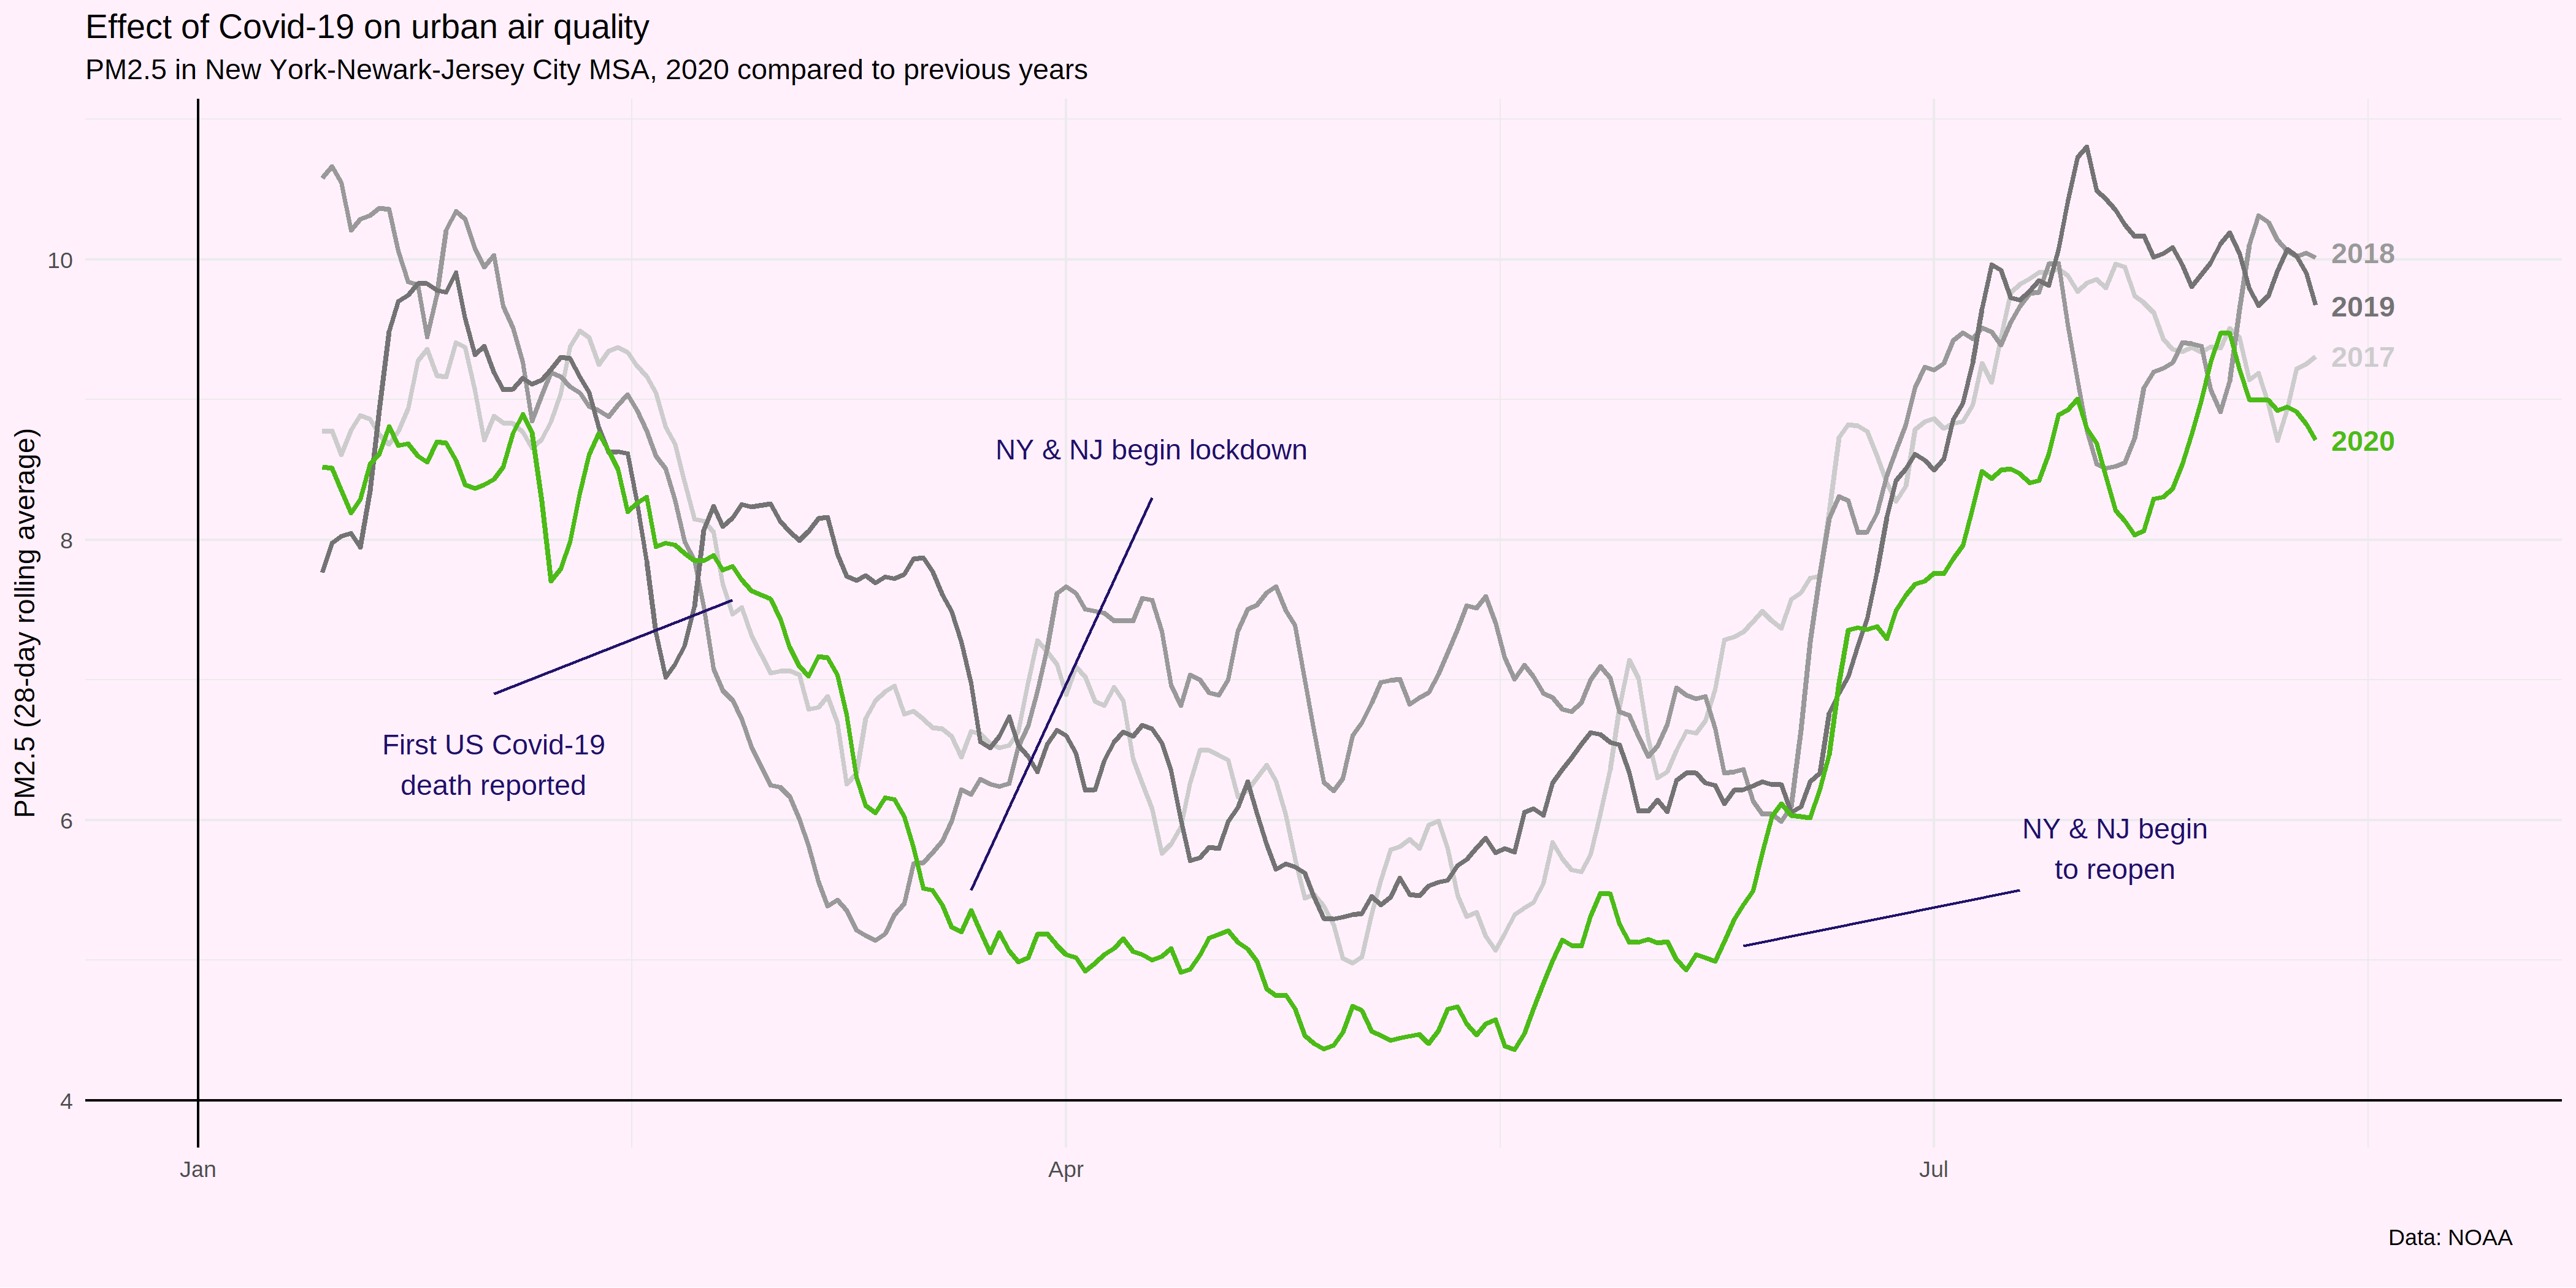 Effect of Covid-19 on urban air quality
PM2.5 in New York-Newark-Jersey City MSA, 2020 compared to previous years
PM2.5 (28-day rolling average)
10
8
6
4
2018
2019
2017
2020
NY & NJ begin lockdown
First US Covid-19
death reported
NY & NJ begin
to reopen
Jan
Apr
Jul
Data: NOAA